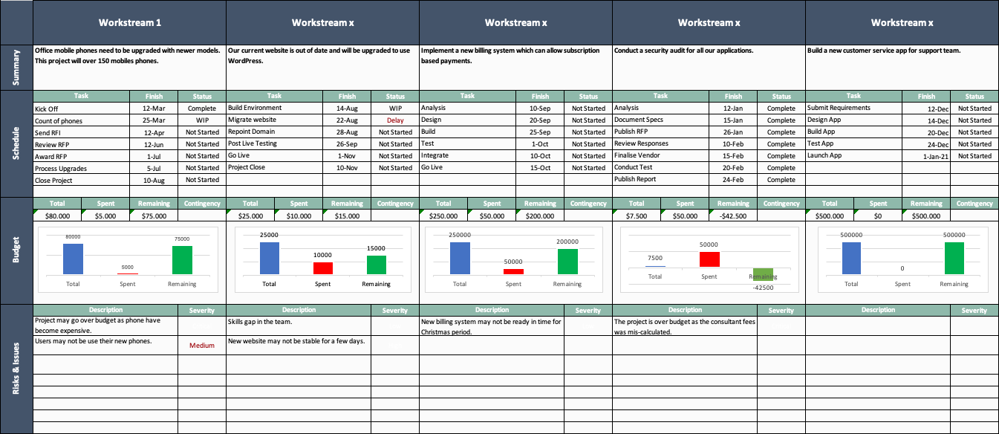 Workstream 1 Workstream x Workstream x Workstream x Workstream x
Summary
Office mobile phones need to be upgraded with newer models.
This project will over 150 mobiles phones.
Our current website is out of date and will be upgraded to use
WordPress.
Implement a new billing system which can allow subscription
based payments.
Conduct a security audit for all our applications.
Build a new customer service app for support team.
Schedule
Task Finish Status
Kick Off 12-Mar Complete
Count of phones 25-Mar WIP
Send RFI 12-Apr Not Started
Review RFP 12-Jun Not Started
Award RFP 1-Jul Not Started
Process Upgrades 5-Jul Not Started
Close Project 10-Aug Not Started
Task Finish Status
Build Environment 14-Aug WIP
Migrate website 22-Aug Delay
Repoint Domain 28-Aug Not Started
Post Live Testing 26-Sep Not Started
Go Live 1-Nov Not Started
Project Close 10-Nov Not Started
Task Finish Status
Analysis 10-Sep Not Started
Design 20-Sep Not Started
Build 25-Sep Not Started
Test 1-Oct Not Started
Integrate 10-Oct Not Started
Go Live 15-Oct Not Started
Task Finish Status
Analysis 12-Jan Complete
Document Specs 15-Jan Complete
Publish RFP 26-Jan Complete
Review Responses 10-Feb Complete
Finalise Vendor 15-Feb Complete
Conduct Test 20-Feb Complete
Publish Report 24-Feb Complete
Task Finish Status
Submit Requirements 12-Dec Not Started
Design App 14-Dec Not Started
Build App 20-Dec Not Started
Test App 24-Dec Not Started
Launch App 1-Jan-21 Not Started
Budget
Total Spent Remaining Contingency
$80.000 $5.000 $75.000
80000 5000 75000
Total Spent Remaining
Total Spent Remaining Contingency
$25.000 $10.000 $15.000
25000 10000 15000
Total Spent Remaining
Total Spent Remaining Contingency
$250.000 $50.000 $200.000
250000 50000 200000
Total Spent Remaining
Total Spent Remaining Contingency
$7.500 $50.000 -$42.500
7500 50000 -42500
Total Spent Remaining
Total Spent Remaining Contingency
$500.000 $0 $500.000
500000 0 500000
Total Spent Remaining
Risks & Issues
Description Severity
Project may go over budget as phone have
become expensive.
Users may not be use their new phones. Medium
Description Severity
Skills gap in the team.
New website may not be stable for a few days.
Description Severity
New billing system may not be ready in time for
Christmas period.
Description Severity
The project is over budget as the consultant fees
was mis-calculated.
Description Severity